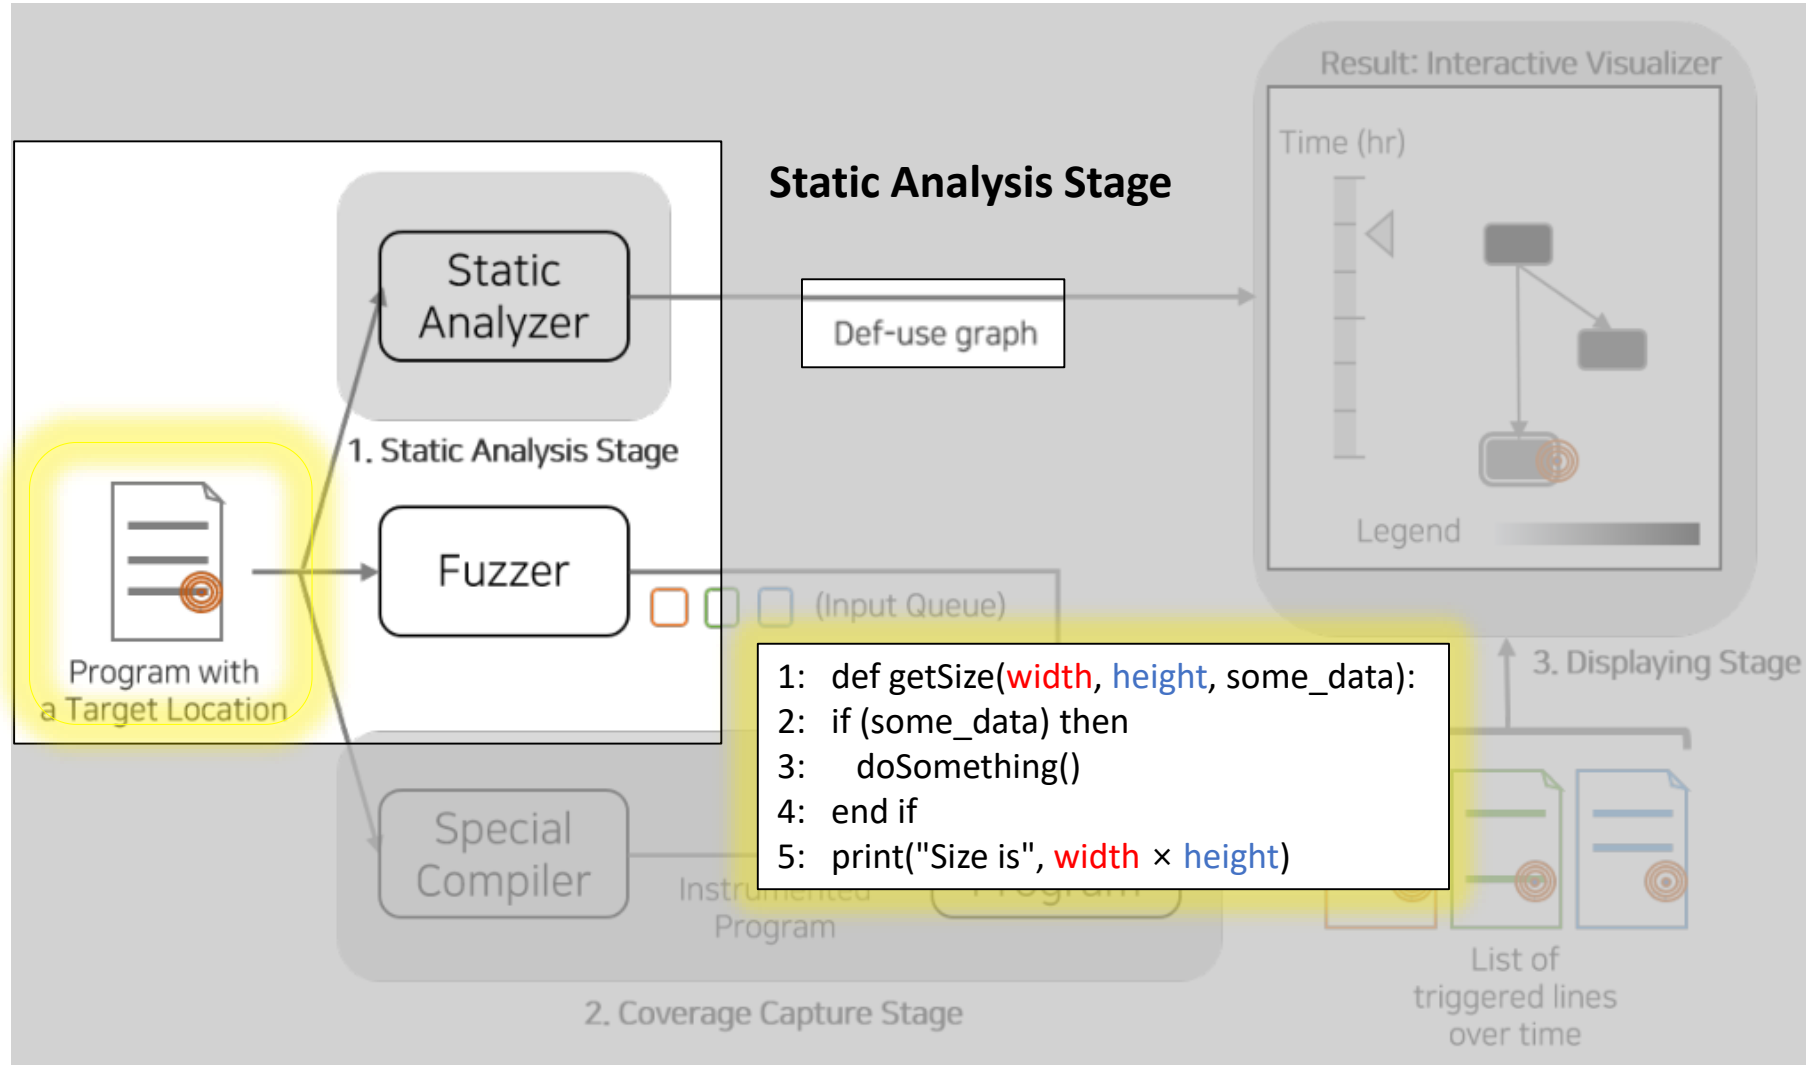 Result: Interactive Visualizer
Time (hr)
Static Analysis Stage
Static
Analyzer
Def-use graph
1. Static Analysis Stage
Legend
Fuzzer
(Input Queue)
Program with
a Target Location
3. Displaying Stage
1: def getSize(width, height, some_data):
2: if (some_data) then
3: doSomething()
4: end if
5: print("Size is", width × height)
Special
Compiler
Instrumented
Program
Program
List of
triggered lines
over time
2. Coverage Capture Stage